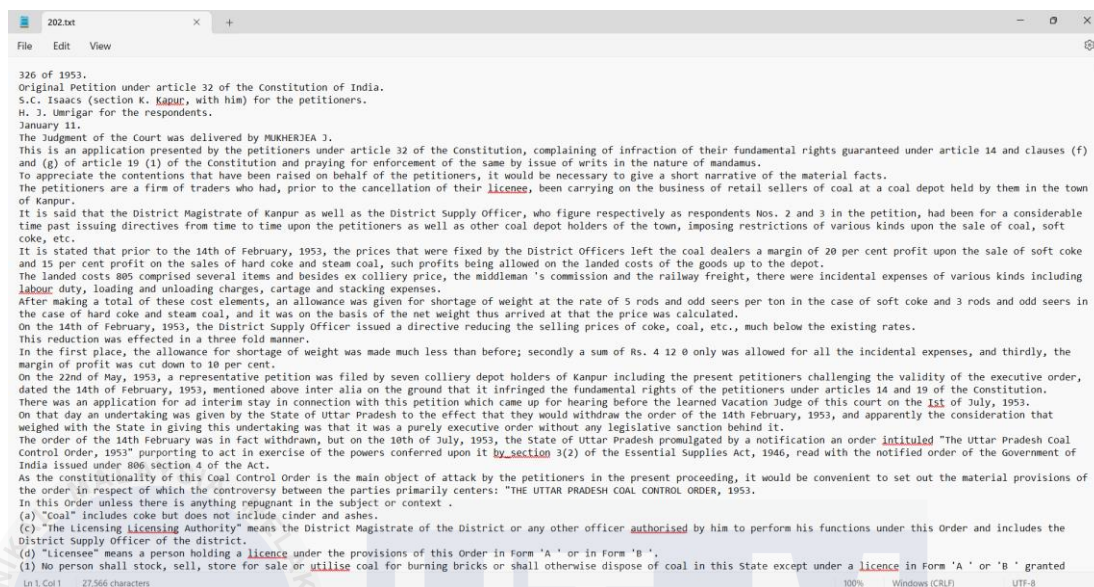 202.txt
File Edit View
326 of 1953.
Original Petition under article 32 of the Constitution of India.
S.C. Isaacs (section K. Kapur, with him) for the petitioners.
H. J. Umrigar for the respondents.
January 11.
The Judgment of the Court was delivered by MUKHERJEA J.
This is an application presented by the petitioners under article 32 of the Constitution, complaining of infraction of their fundamental rights guaranteed under article 14 and clauses (f)
and (g) of article 19 (1) of the Constitution and praying for enforcement of the same by issue of writs in the nature of mandamus.
To appreciate the contentions that have been raised on behalf of the petitioners, it would be necessary to give a short narrative of the material facts.
The petitioners are a firm of traders who had, prior to the cancellation of their licenee, been carrying on the business of retail sellers of coal at a coal depot held by them in the town
of Kanpur.
It is said that the District Magistrate of Kanpur as well as the District Supply Officer, who figure respectively as respondents Nos. 2 and 3 in the petition, had been for a considerable
time past issuing directives from time to time upon the petitioners as well as other coal depot holders of the town, imposing restrictions of various kinds upon the sale of coal, soft
coke, etc.
It is stated that prior to the 14th of February, 1953, the prices that were fixed by the District Officers left the coal dealers a margin of 20 per cent profit upon the sale of soft coke
and 15 per cent profit on the sales of hard coke and steam coal, such profits being allowed on the landed costs of the goods up to the depot.
The landed costs 805 comprised several items and besides ex colliery price, the middleman 's commission and the railway freight, there were incidental expenses of various kinds including
labour duty, loading and unloading charges, cartage and stacking expenses.
After making a total of these cost elements, an allowance was given for shortage of weight at the rate of 5 rods and odd seers per ton in the case of soft coke and 3 rods and odd seers in
the case of hard coke and steam coal, and it was on the basis of the net weight thus arrived at that the price was calculated.
On the 14th of February, 1953, the District Supply Officer issued a directive reducing the selling prices of coke, coal, etc., much below the existing rates.
This reduction was effected in a three fold manner.
In the first place, the allowance for shortage of weight was made much less than before; secondly a sum of Rs. 4 12 0 only was allowed for all the incidental expenses, and thirdly, the
margin of profit was cut down to 10 per cent.
On the 22nd of May, 1953, a representative petition was filed by seven colliery depot holders of Kanpur including the present petitioners challenging the validity of the executive order,
dated the 14th of February, 1953, mentioned above inter alia on the ground that it infringed the fundamental rights of the petitioners under articles 14 and 19 of the Constitution.
There was an application for ad interim stay in connection with this petition which came up for hearing before the learned Vacation Judge of this court on the Ist of July, 1953.
On that day an undertaking was given by the State of Uttar Pradesh to the effect that they would withdraw the order of the 14th February, 1953, and apparently the consideration that
weighed with the State in giving this undertaking was that it was a purely executive order without any legislative sanction behind it.
The order of the 14th February was in fact withdrawn, but on the 10th of July, 1953, the State of Uttar Pradesh promulgated by a notification an order intituled "The Uttar Pradesh Coal
Control Order, 1953" purporting to act in exercise of the powers conferred upon it by section 3(2) of the Essential Supplies Act, 1946, read with the notified order of the Government of
India issued under 806 section 4 of the Act.
As the constitutionality of this Coal Control Order is the main object of attack by the petitioners in the present proceeding, it would be convenient to set out the material provisions of
the order in respect of which the controversy between the parties primarily centers: "THE UTTAR PRADESH COAL CONTROL ORDER, 1953.
In this Order unless there is anything repugnant in the subject or context .
(a) "Coal" includes coke but does not include cinder and ashes.
(c) "The Licensing Licensing Authority" means the District Magistrate of the District or any other officer authorised by him to perform his functions under this Order and includes the
District Supply Officer of the district.
(d) "Licensee" means a person holding a licence under the provisions of this Order in Form 'A ' or in Form 'B '.
(1) No person shall stock, sell, store for sale or utilise coal for burning bricks or shall otherwise dispose of coal in this State except under a licence in Form 'A ' or 'B ' granted
Ln 1, Col 1 27,566 characters 100% Windows (CRLF) UTF-8